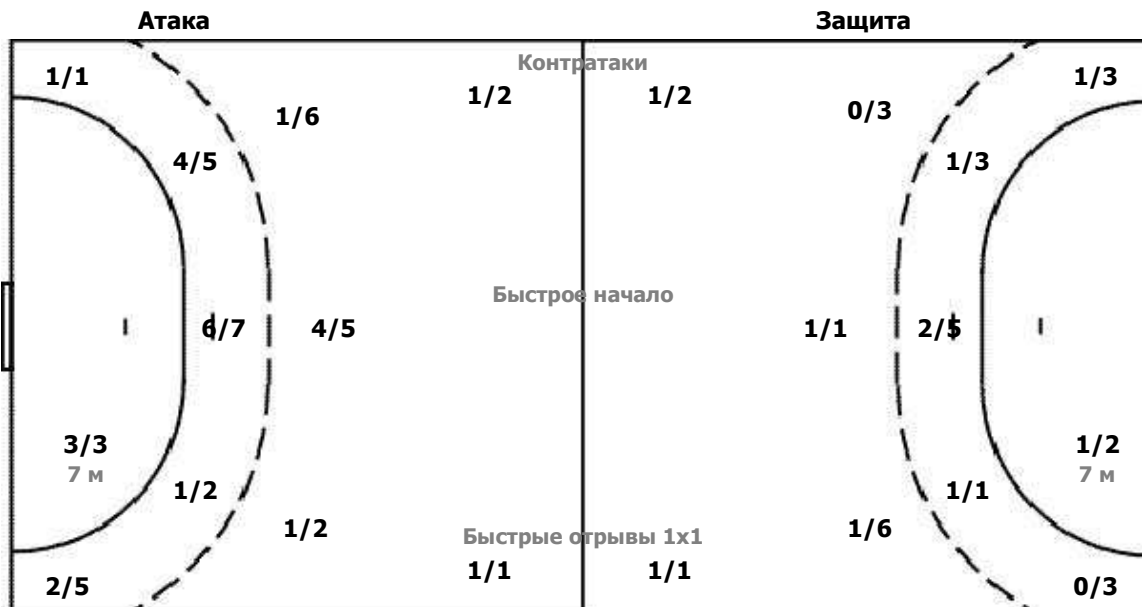 Атака Защита
Контратаки
1/1 1/3
1/2 1/2
1/6 0/3
4/5 1/3
Быстрое начало
6/7 4/5 1/1 2/5
3/3 1/2
7 м 7 м
1/2 1/1
1/2 1/6
Быстрые отрывы 1x1
1/1 1/1
2/5 0/3